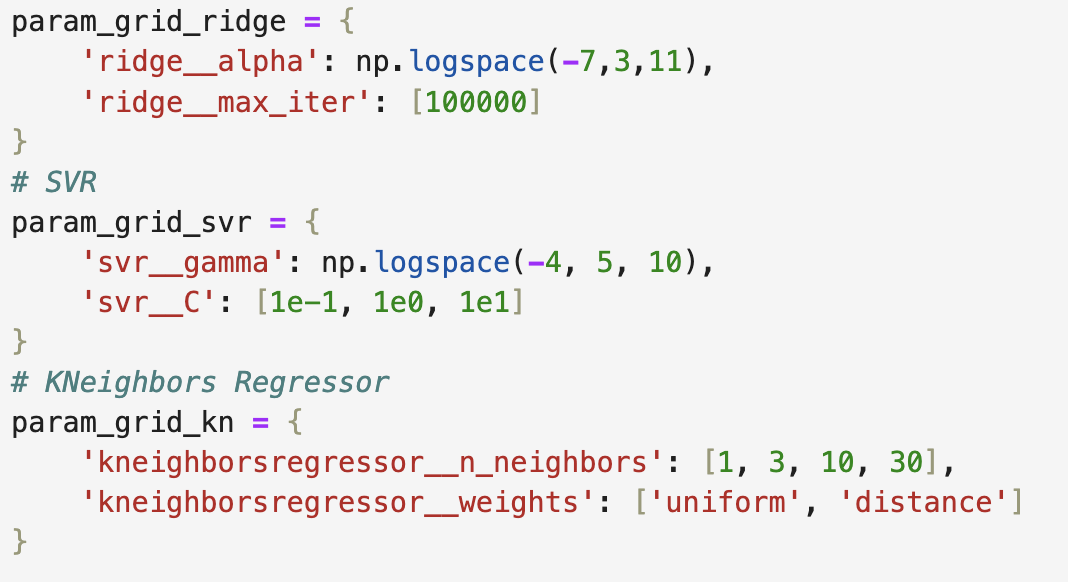 param_grid_ridge = {
    'ridge__alpha': np.logspace(-7,3,11),
    'ridge__max_iter': [100000]
}
# SVR
param_grid_svr = {
    'svr__gamma': np.logspace(-4, 5, 10),
    'svr__C': [1e-1, 1e0, 1e1]
}
# KNeighbors Regressor
param_grid_kn = {
    'kneighborsregressor__n_neighbors': [1, 3, 10, 30],
    'kneighborsregressor__weights': ['uniform', 'distance']
}